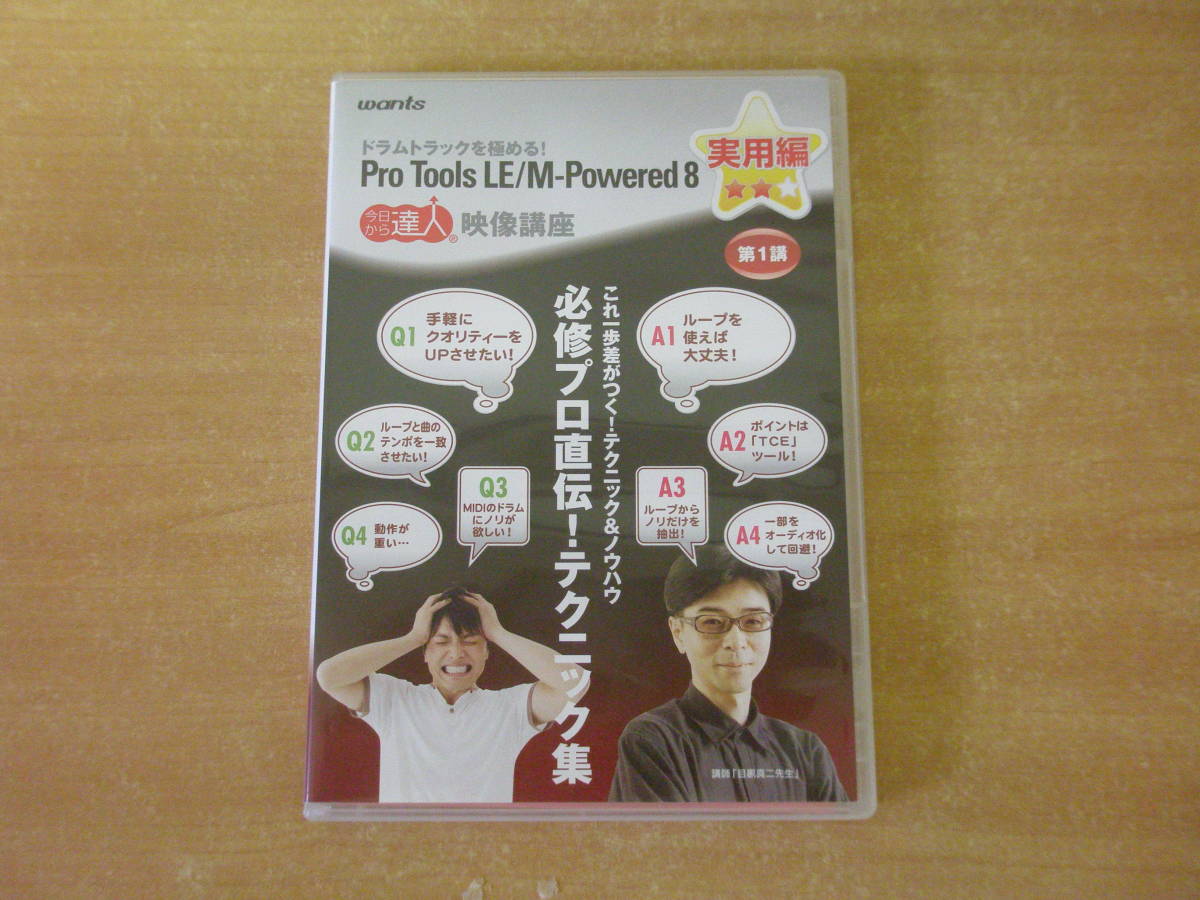 wants
ドラムトラックを極める!
Pro Tools LE/M-Powered 8
実用編
今日
から
達人®
映像講座
第1講
これ一歩差がつく!テクニック&ノウハウ
必修プロ直伝!テクニック集
Q1
手軽に
クオリティーを
UPさせたい!
A1
ループを
使えば
大丈夫!
Q2
ループと曲の
テンポを一致
させたい!
A2
ポイントは
「TCE」
ツール!
Q3
MIDIのドラム
にノリが
欲しい!
A3
ループから
ノリだけを
抽出!
Q4
動作が
重い…
A4
一部を
オーディオ化
して回避!
講師「目黒真二先生」